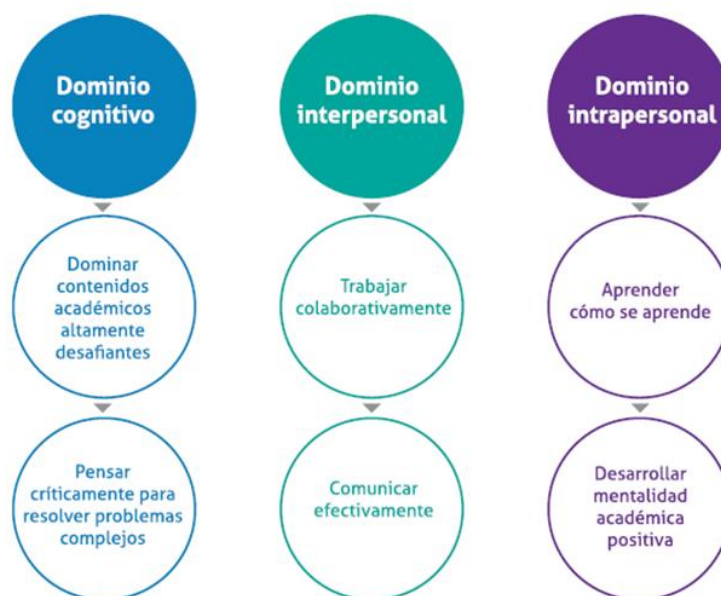 Dominio
cognitivo
Dominar
contenidos
académicos
altamente
desafiantes
Pensar
críticamente para
resolver problemas
complejos
Dominio
interpersonal
Trabajar
colaborativamente
Comunicar
efectivamente
Dominio
intrapersonal
Aprender
cómo se aprende
Desarrollar
mentalidad
académica
positiva